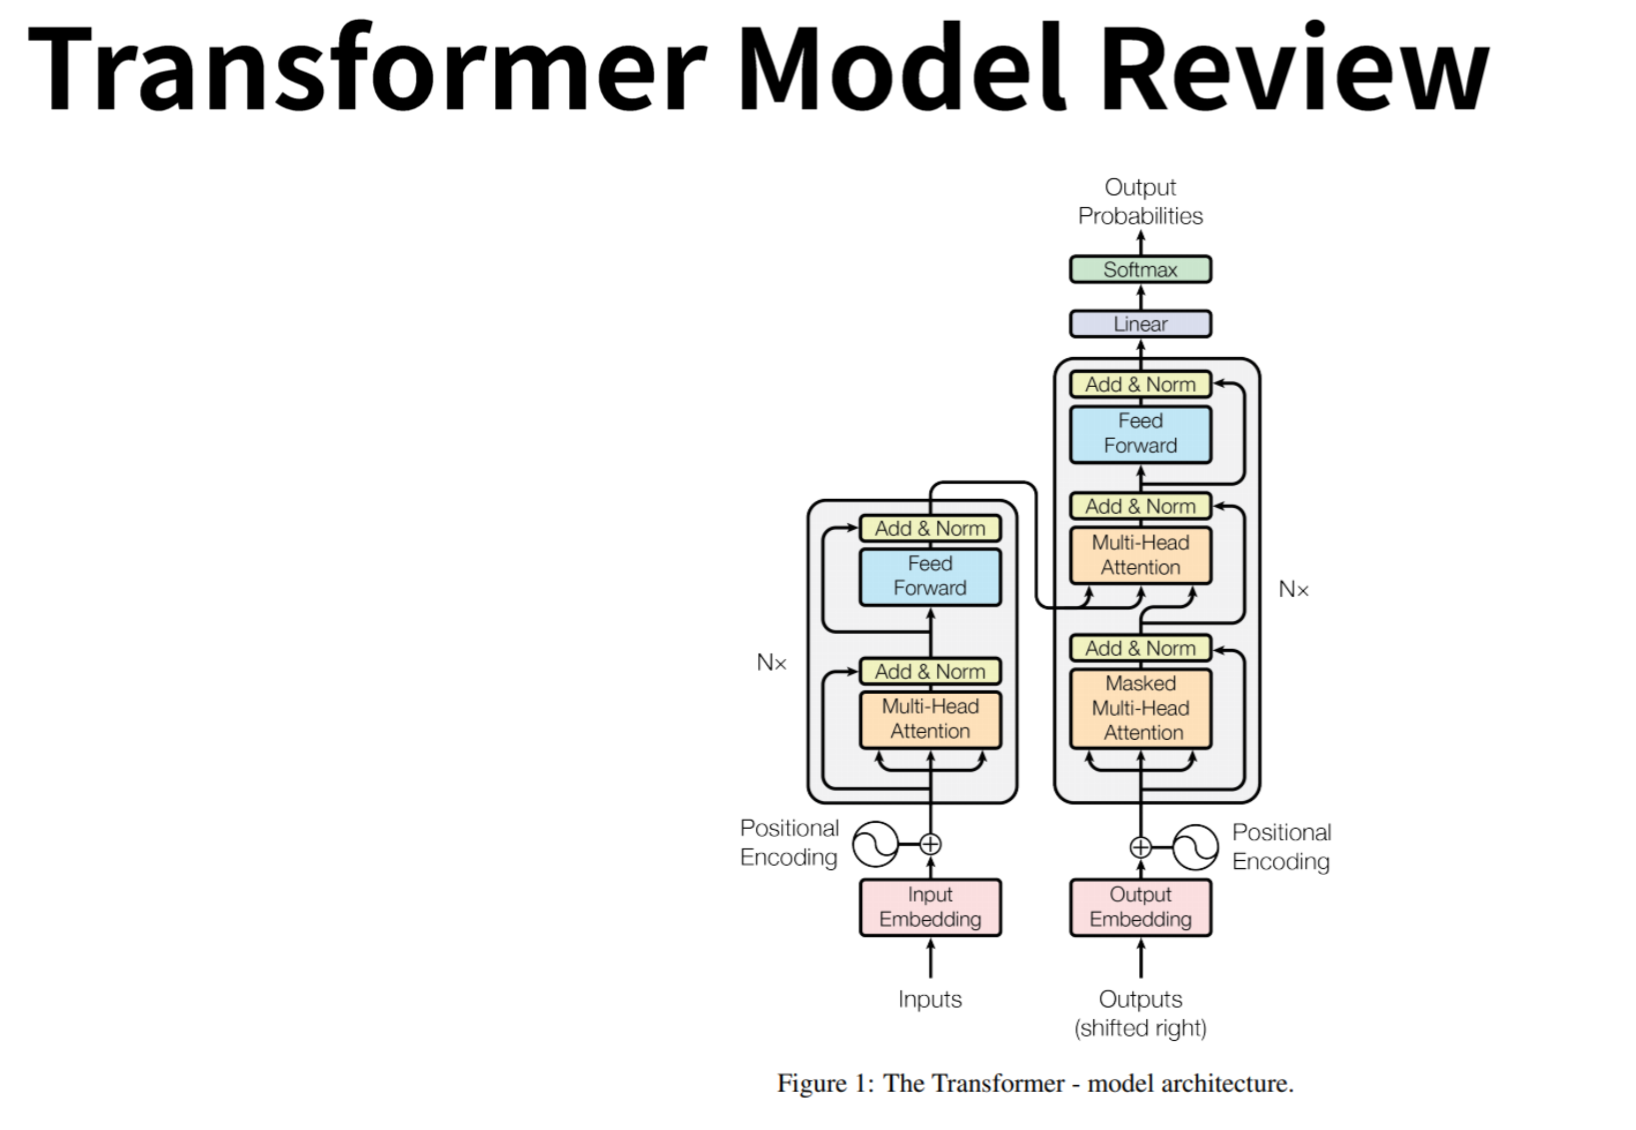 Transformer Model Review
Output
Probabilities
Softmax
Linear
Add & Norm
Feed
Forward
Add & Norm
Multi-Head
Attention
Nx
Add & Norm
Masked
Multi-Head
Attention
Add & Norm
Feed
Forward
Nx
Add & Norm
Multi-Head
Attention
Positional
Encoding
Positional
Encoding
Input
Embedding
Output
Embedding
Inputs
Outputs
(shifted right)
Figure 1: The Transformer - model architecture.